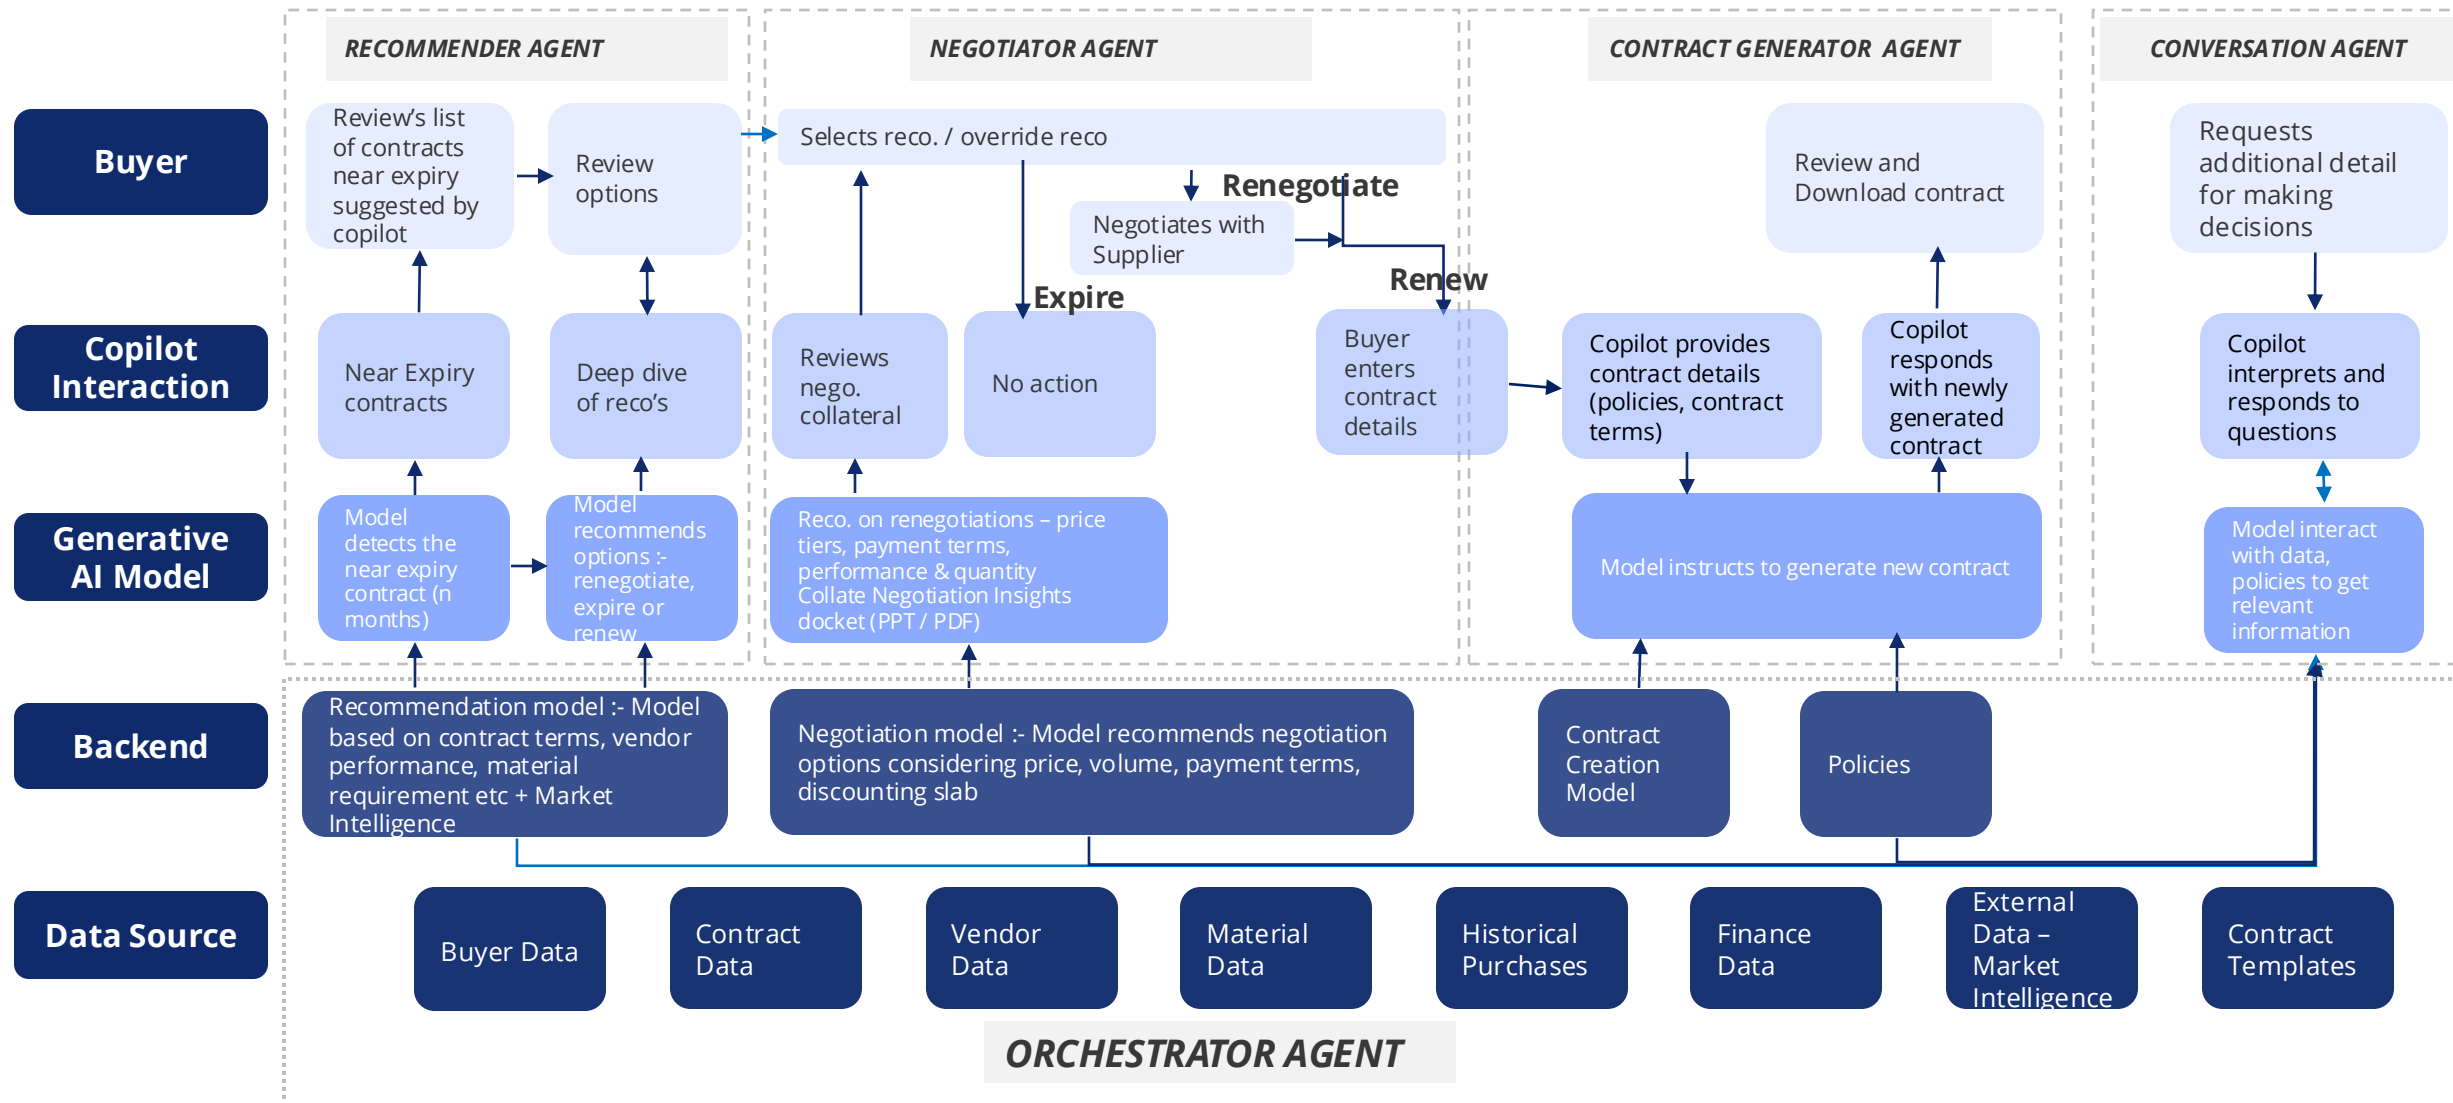 RECOMMENDER AGENT
NEGOTIATOR AGENT
CONTRACT GENERATOR  AGENT
CONVERSATION AGENT
Buyer
Review’s list
of contracts
near expiry
suggested by
copilot
Review
options
Selects reco. / override reco
Renegotiate
Negotiates with
Supplier
Review and
Download contract
Requests
additional detail
for making
decisions
Expire
Renew
Copilot
Interaction
Near Expiry
contracts
Deep dive
of reco’s
Reviews
nego.
collateral
No action
Buyer
enters
contract
details
Copilot provides
contract details
(policies, contract
terms)
Copilot
responds
with newly
generated
contract
Copilot
interprets and
responds to
questions
Generative
AI Model
Model
detects the
near expiry
contract (n
months)
Model
recommends
options :-
renegotiate,
expire or
renew
Reco. on renegotiations – price
tiers, payment terms,
performance & quantity
Collate Negotiation Insights
docket (PPT / PDF)
Model instructs to generate new contract
Model interact
with data,
policies to get
relevant
information
Backend
Recommendation model :- Model
based on contract terms, vendor
performance, material
requirement etc + Market
Intelligence
Negotiation model :- Model recommends negotiation
options considering price, volume, payment terms,
discounting slab
Contract
Creation
Model
Policies
Data Source
Buyer Data
Contract
Data
Vendor
Data
Material
Data
Historical
Purchases
Finance
Data
External
Data –
Market
Intelligence
Contract
Templates
ORCHESTRATOR AGENT